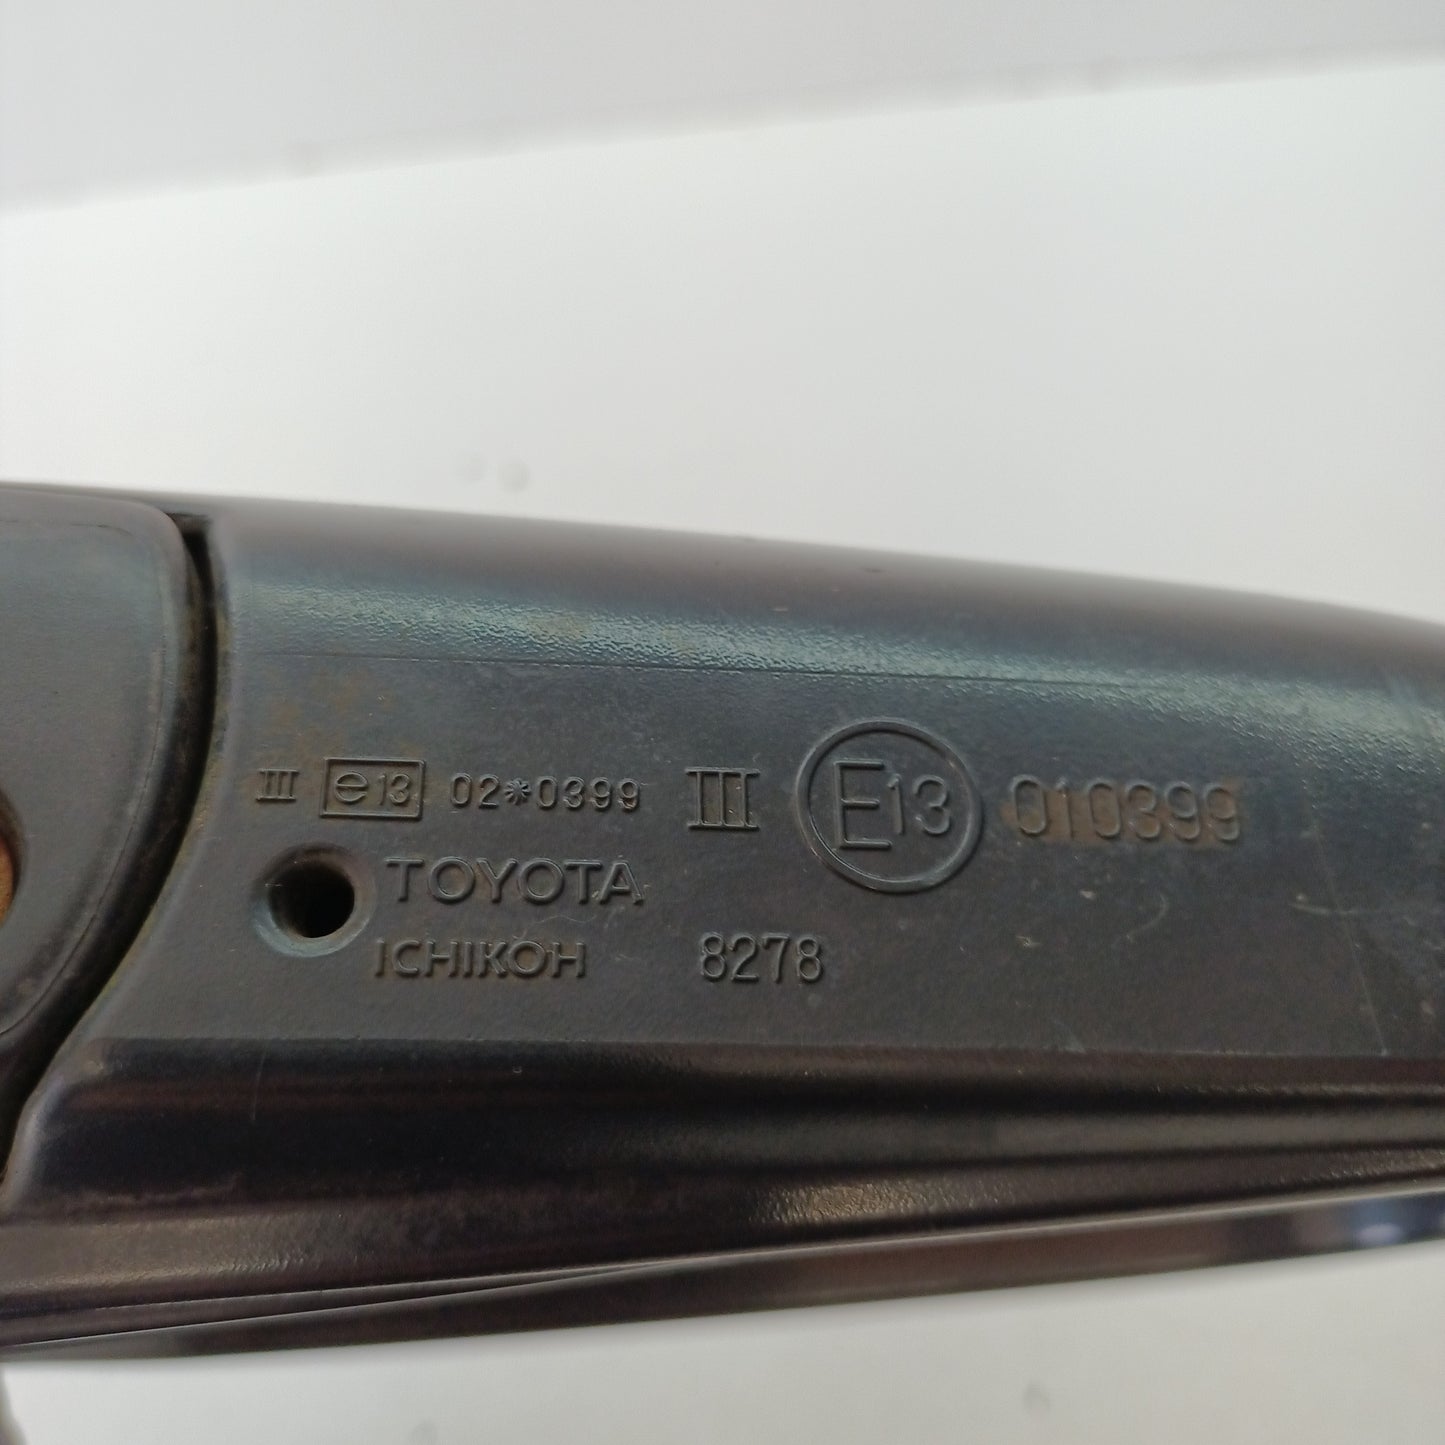 III e13 02*0399 III E13 010399
TOYOTA
ICHIKOH 8278